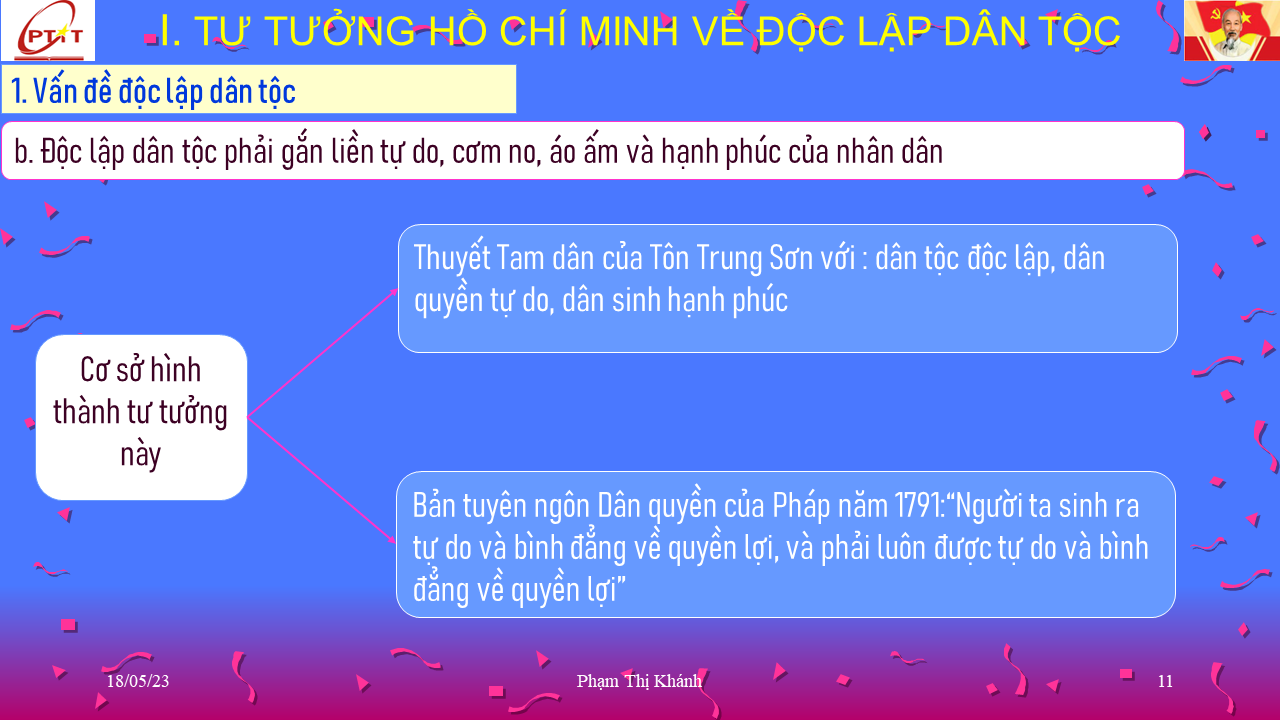 PTIT
I. TƯ TƯỞNG HỒ CHÍ MINH VỀ ĐỘC LẬP DÂN TỘC
1. Vấn đề độc lập dân tộc
b. Độc lập dân tộc phải gắn liền tự do, cơm no, áo ấm và hạnh phúc của nhân dân
Thuyết Tam dân của Tôn Trung Sơn với : dân tộc độc lập, dân
quyền tự do, dân sinh hạnh phúc
Cơ sở hình
thành tư tưởng
này
Bản tuyên ngôn Dân quyền của Pháp năm 1791:“Người ta sinh ra
tự do và bình đẳng về quyền lợi, và phải luôn được tự do và bình
đẳng về quyền lợi”
18/05/23
Phạm Thị Khánh
11